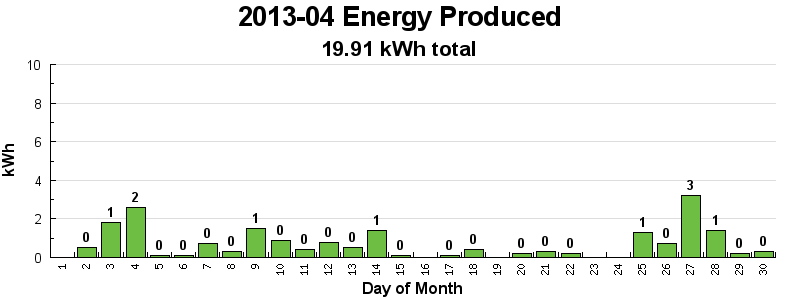 2013-04 Energy Produced
19.91 kWh total
kWh
10
8
6
4
2
0
0 1 2 0 0 0 0 1 0 0 0 0 1 0 0 0 0 0 0 1 0 3 1 0 0
1 2 3 4 5 6 7 8 9 10 11 12 13 14 15 16 17 18 19 20 21 22 23 24 25 26 27 28 29 30
Day of Month